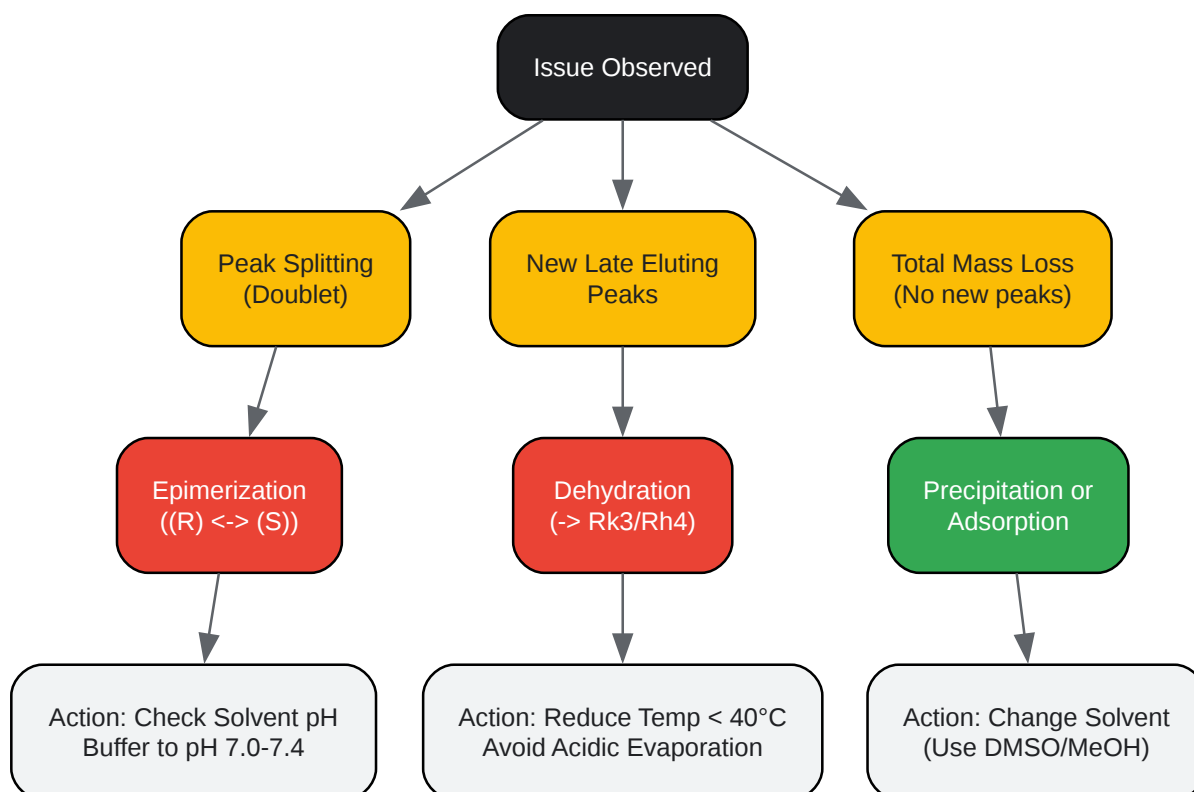 Issue Observed
Peak Splitting
(Doublet)
New Late Eluting
Peaks
Total Mass Loss
(No new peaks)
Epimerization
((R) <-> (S))
Dehydration
(-> Rk3/Rh4)
Precipitation or
Adsorption
Action: Check Solvent pH
Buffer to pH 7.0-7.4
Action: Reduce Temp < 40°C
Avoid Acidic Evaporation
Action: Change Solvent
(Use DMSO/MeOH)